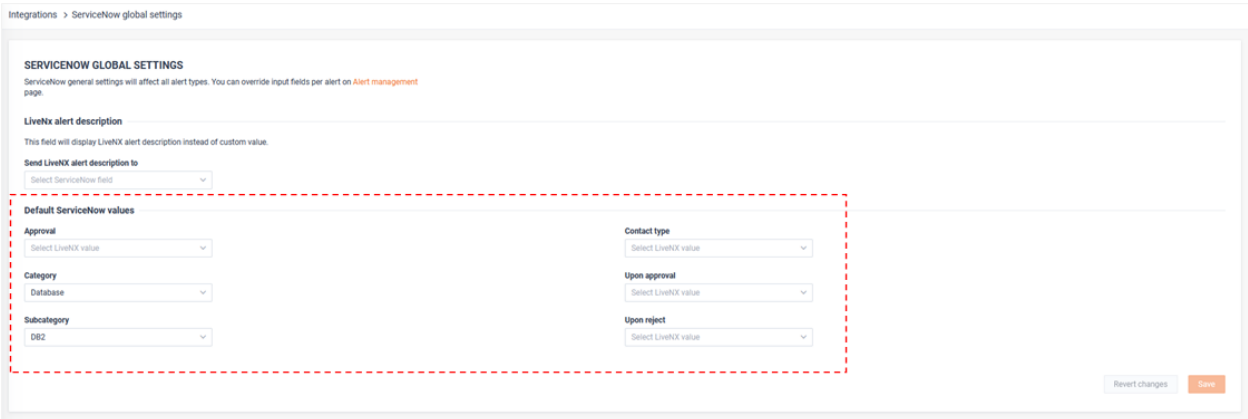 Integrations > ServiceNow global settings
SERVICENOW GLOBAL SETTINGS
ServiceNow general settings will affect all alert types. You can override input fields per alert on Alert management
page.
LiveNx alert description
This field will display LiveNX alert description instead of custom value.
Send LiveNX alert description to
Select ServiceNow field
Default ServiceNow values
Approval
Contact type
Select LiveNX value
Select LiveNX value
Category
Upon approval
Database
Select LiveNX value
Subcategory
Upon reject
DB2
Select LiveNX value
Revert changes
Save